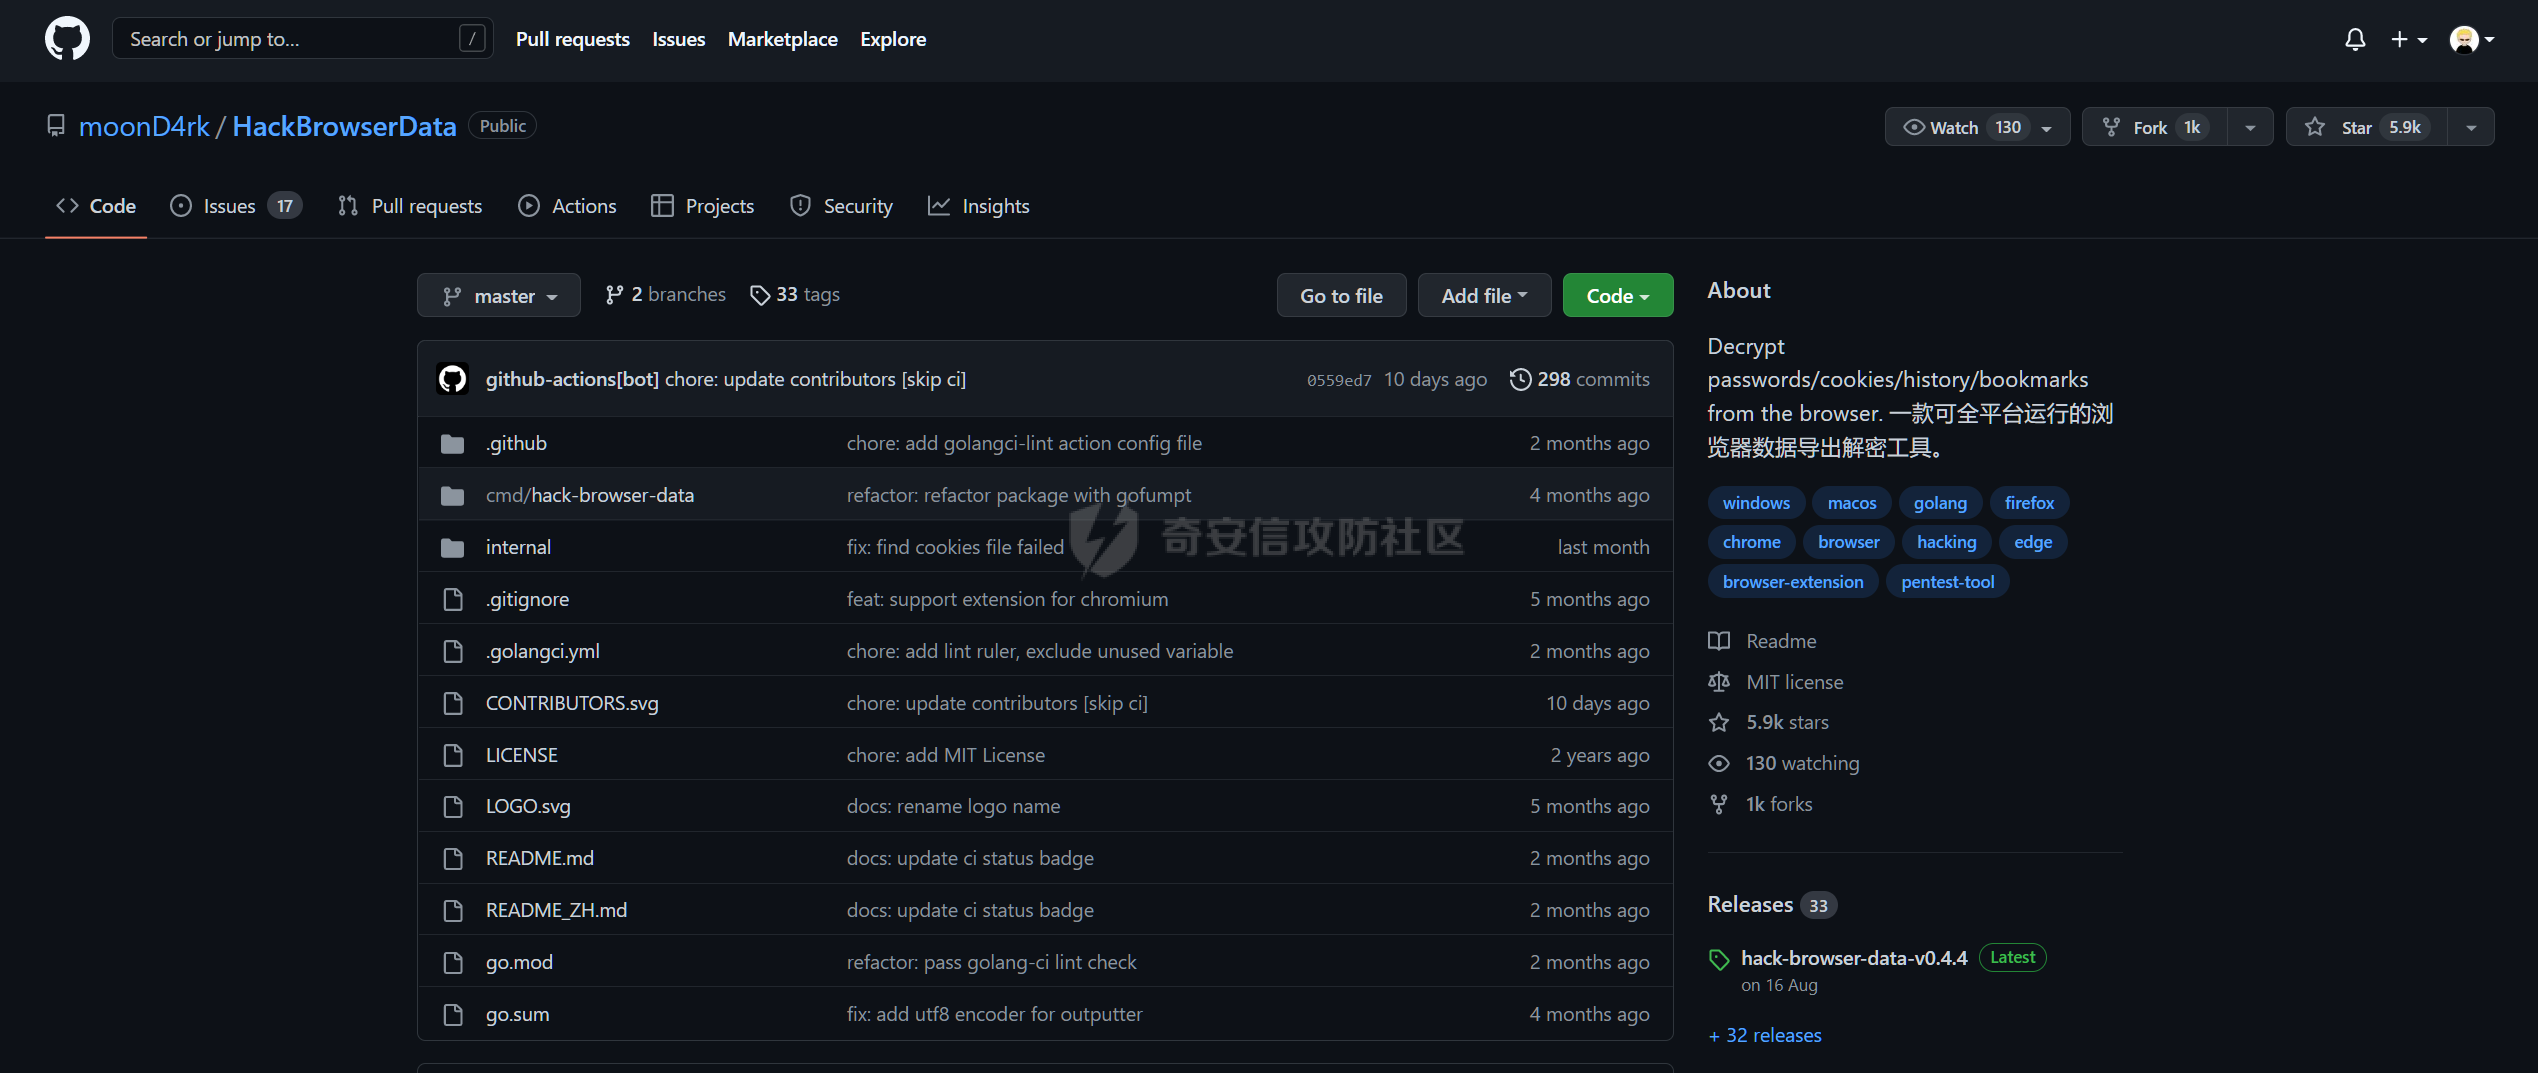 Search or jump to... /
Pull requests Issues Marketplace Explore
moonD4rk / HackBrowserData Public
Watch 130
Fork 1k
Star 5.9k
Code
Issues 17
Pull requests
Actions
Projects
Security
Insights
master
2 branches
33 tags
Go to file
Add file
Code
github-actions[bot] chore: update contributors [skip ci] 0559ed7 10 days ago 298 commits
.github chore: add golangci-lint action config file 2 months ago
cmd/hack-browser-data refactor: refactor package with gofumpt 4 months ago
internal fix: find cookies file failed last month
.gitignore feat: support extension for chromium 5 months ago
.golangci.yml chore: add lint ruler, exclude unused variable 2 months ago
CONTRIBUTORS.svg chore: update contributors [skip ci] 10 days ago
LICENSE chore: add MIT License 2 years ago
LOGO.svg docs: rename logo name 5 months ago
README.md docs: update ci status badge 2 months ago
README_ZH.md docs: update ci status badge 2 months ago
go.mod refactor: pass golang-ci lint check 2 months ago
go.sum fix: add utf8 encoder for outputter 4 months ago
奇安信攻防社区
About
Decrypt
passwords/cookies/history/bookmarks
from the browser. 一款可全平台运行的浏
览器数据导出解密工具。
windows macos golang firefox
chrome browser hacking edge
browser-extension pentest-tool
Readme
MIT license
5.9k stars
130 watching
1k forks
Releases 33
hack-browser-data-v0.4.4 Latest
on 16 Aug
+ 32 releases